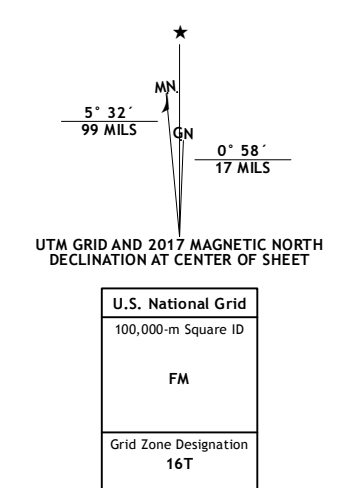 ★
MN.
GN
5° 32´
99 MILS
0° 58´
17 MILS
UTM GRID AND 2017 MAGNETIC NORTH
DECLINATION AT CENTER OF SHEET
U.S. National Grid
100,000-m Square ID
FM
Grid Zone Designation
16T